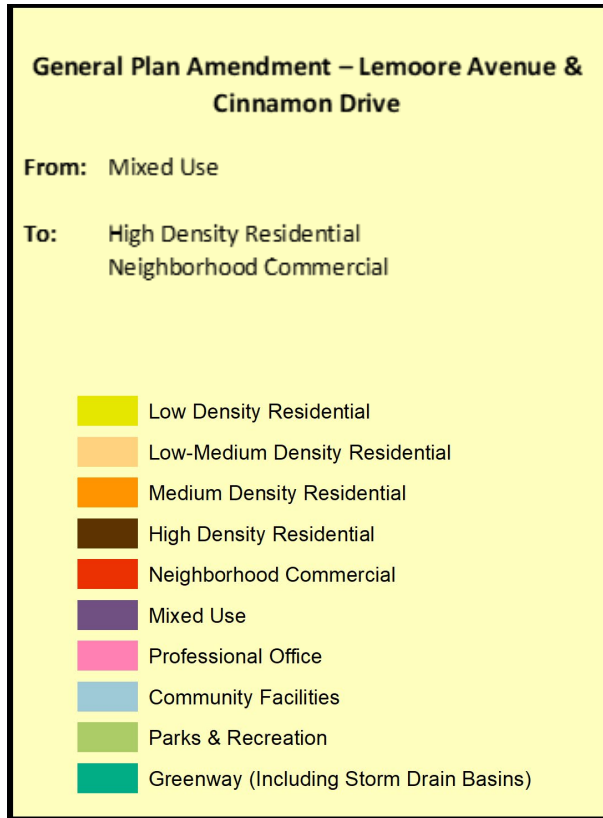 General Plan Amendment – Lemoore Avenue &
Cinnamon Drive
From: Mixed Use
To: High Density Residential
Neighborhood Commercial
Low Density Residential
Low-Medium Density Residential
Medium Density Residential
High Density Residential
Neighborhood Commercial
Mixed Use
Professional Office
Community Facilities
Parks & Recreation
Greenway (Including Storm Drain Basins)